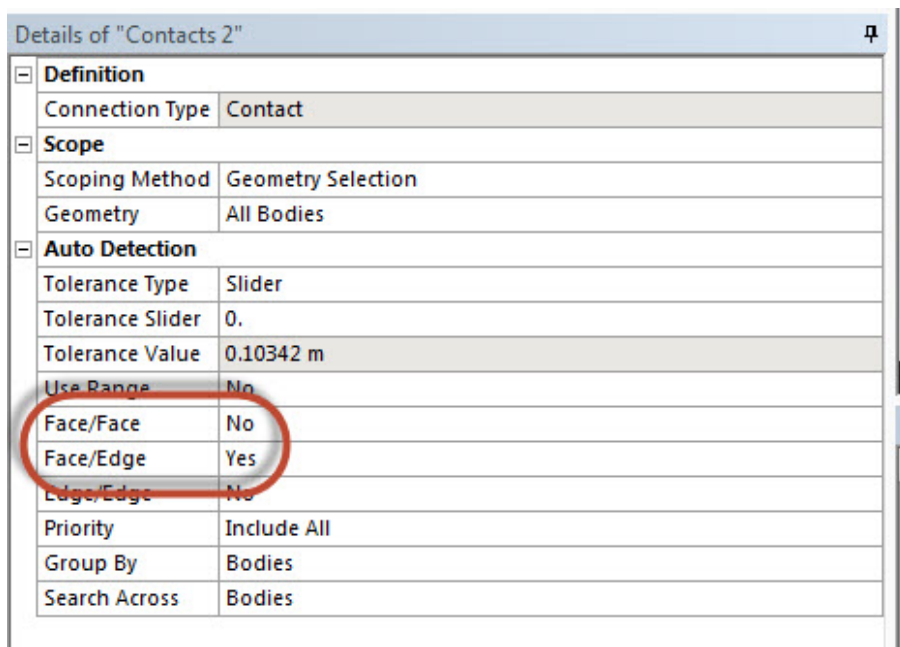 Details of "Contacts 2"
Definition
Connection Type Contact
Scope
Scoping Method Geometry Selection
Geometry All Bodies
Auto Detection
Tolerance Type Slider
Tolerance Slider 0.
Tolerance Value 0.10342 m
Use Range No
Face/Face No
Face/Edge Yes
Edge/Edge No
Priority Include All
Group By Bodies
Search Across Bodies